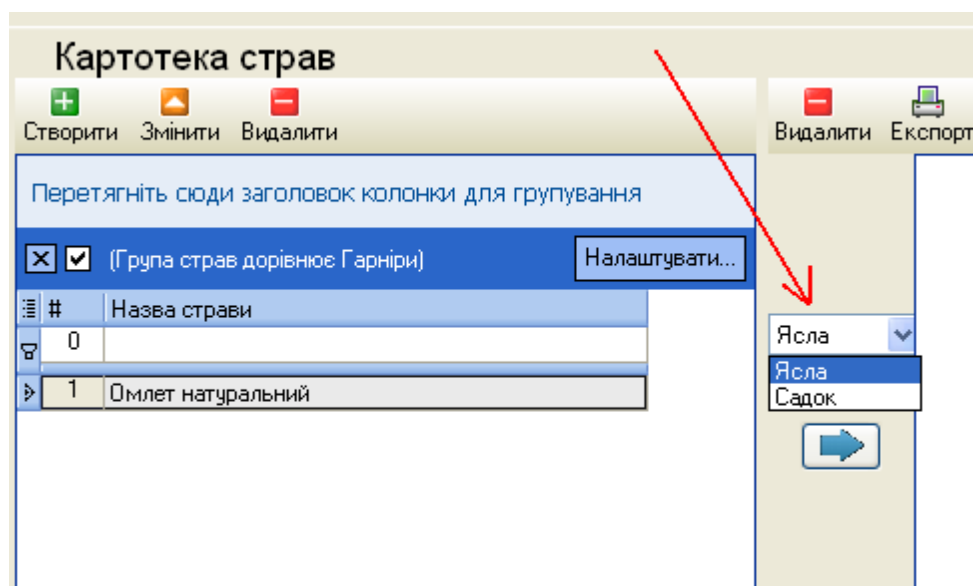 Картотека страв
Створити Змінити Видалити
Видалити Експорт
Перетягніть сюди заголовок колонки для групування
(Група страв дорівнює Гарніри) Налаштувати...
# Назва страви
0
1 Омлет натуральний
Ясла
Ясла
Садок